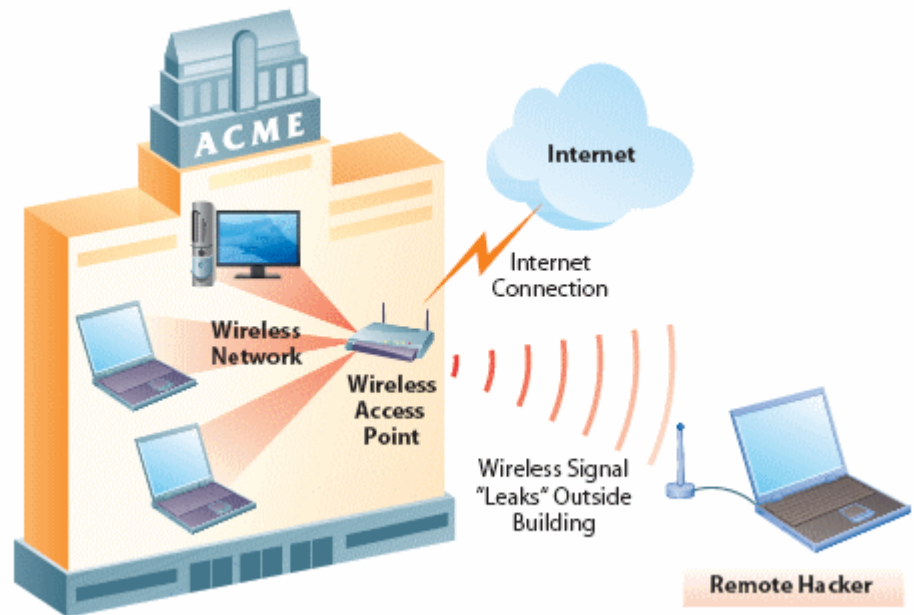 ACME
Internet
Internet
Connection
Wireless
Network
Wireless
Access
Point
Wireless Signal
"Leaks" Outside
Building
Remote Hacker